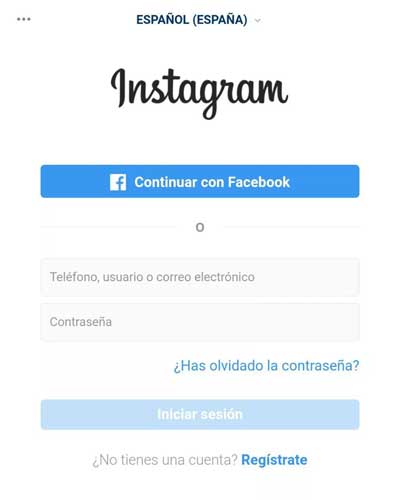 ESPAÑOL (ESPAÑA)
Instagram
Continuar con Facebook
O
Teléfono, usuario o correo electrónico
Contraseña
¿Has olvidado la contraseña?
Iniciar sesión
¿No tienes una cuenta? Regístrate